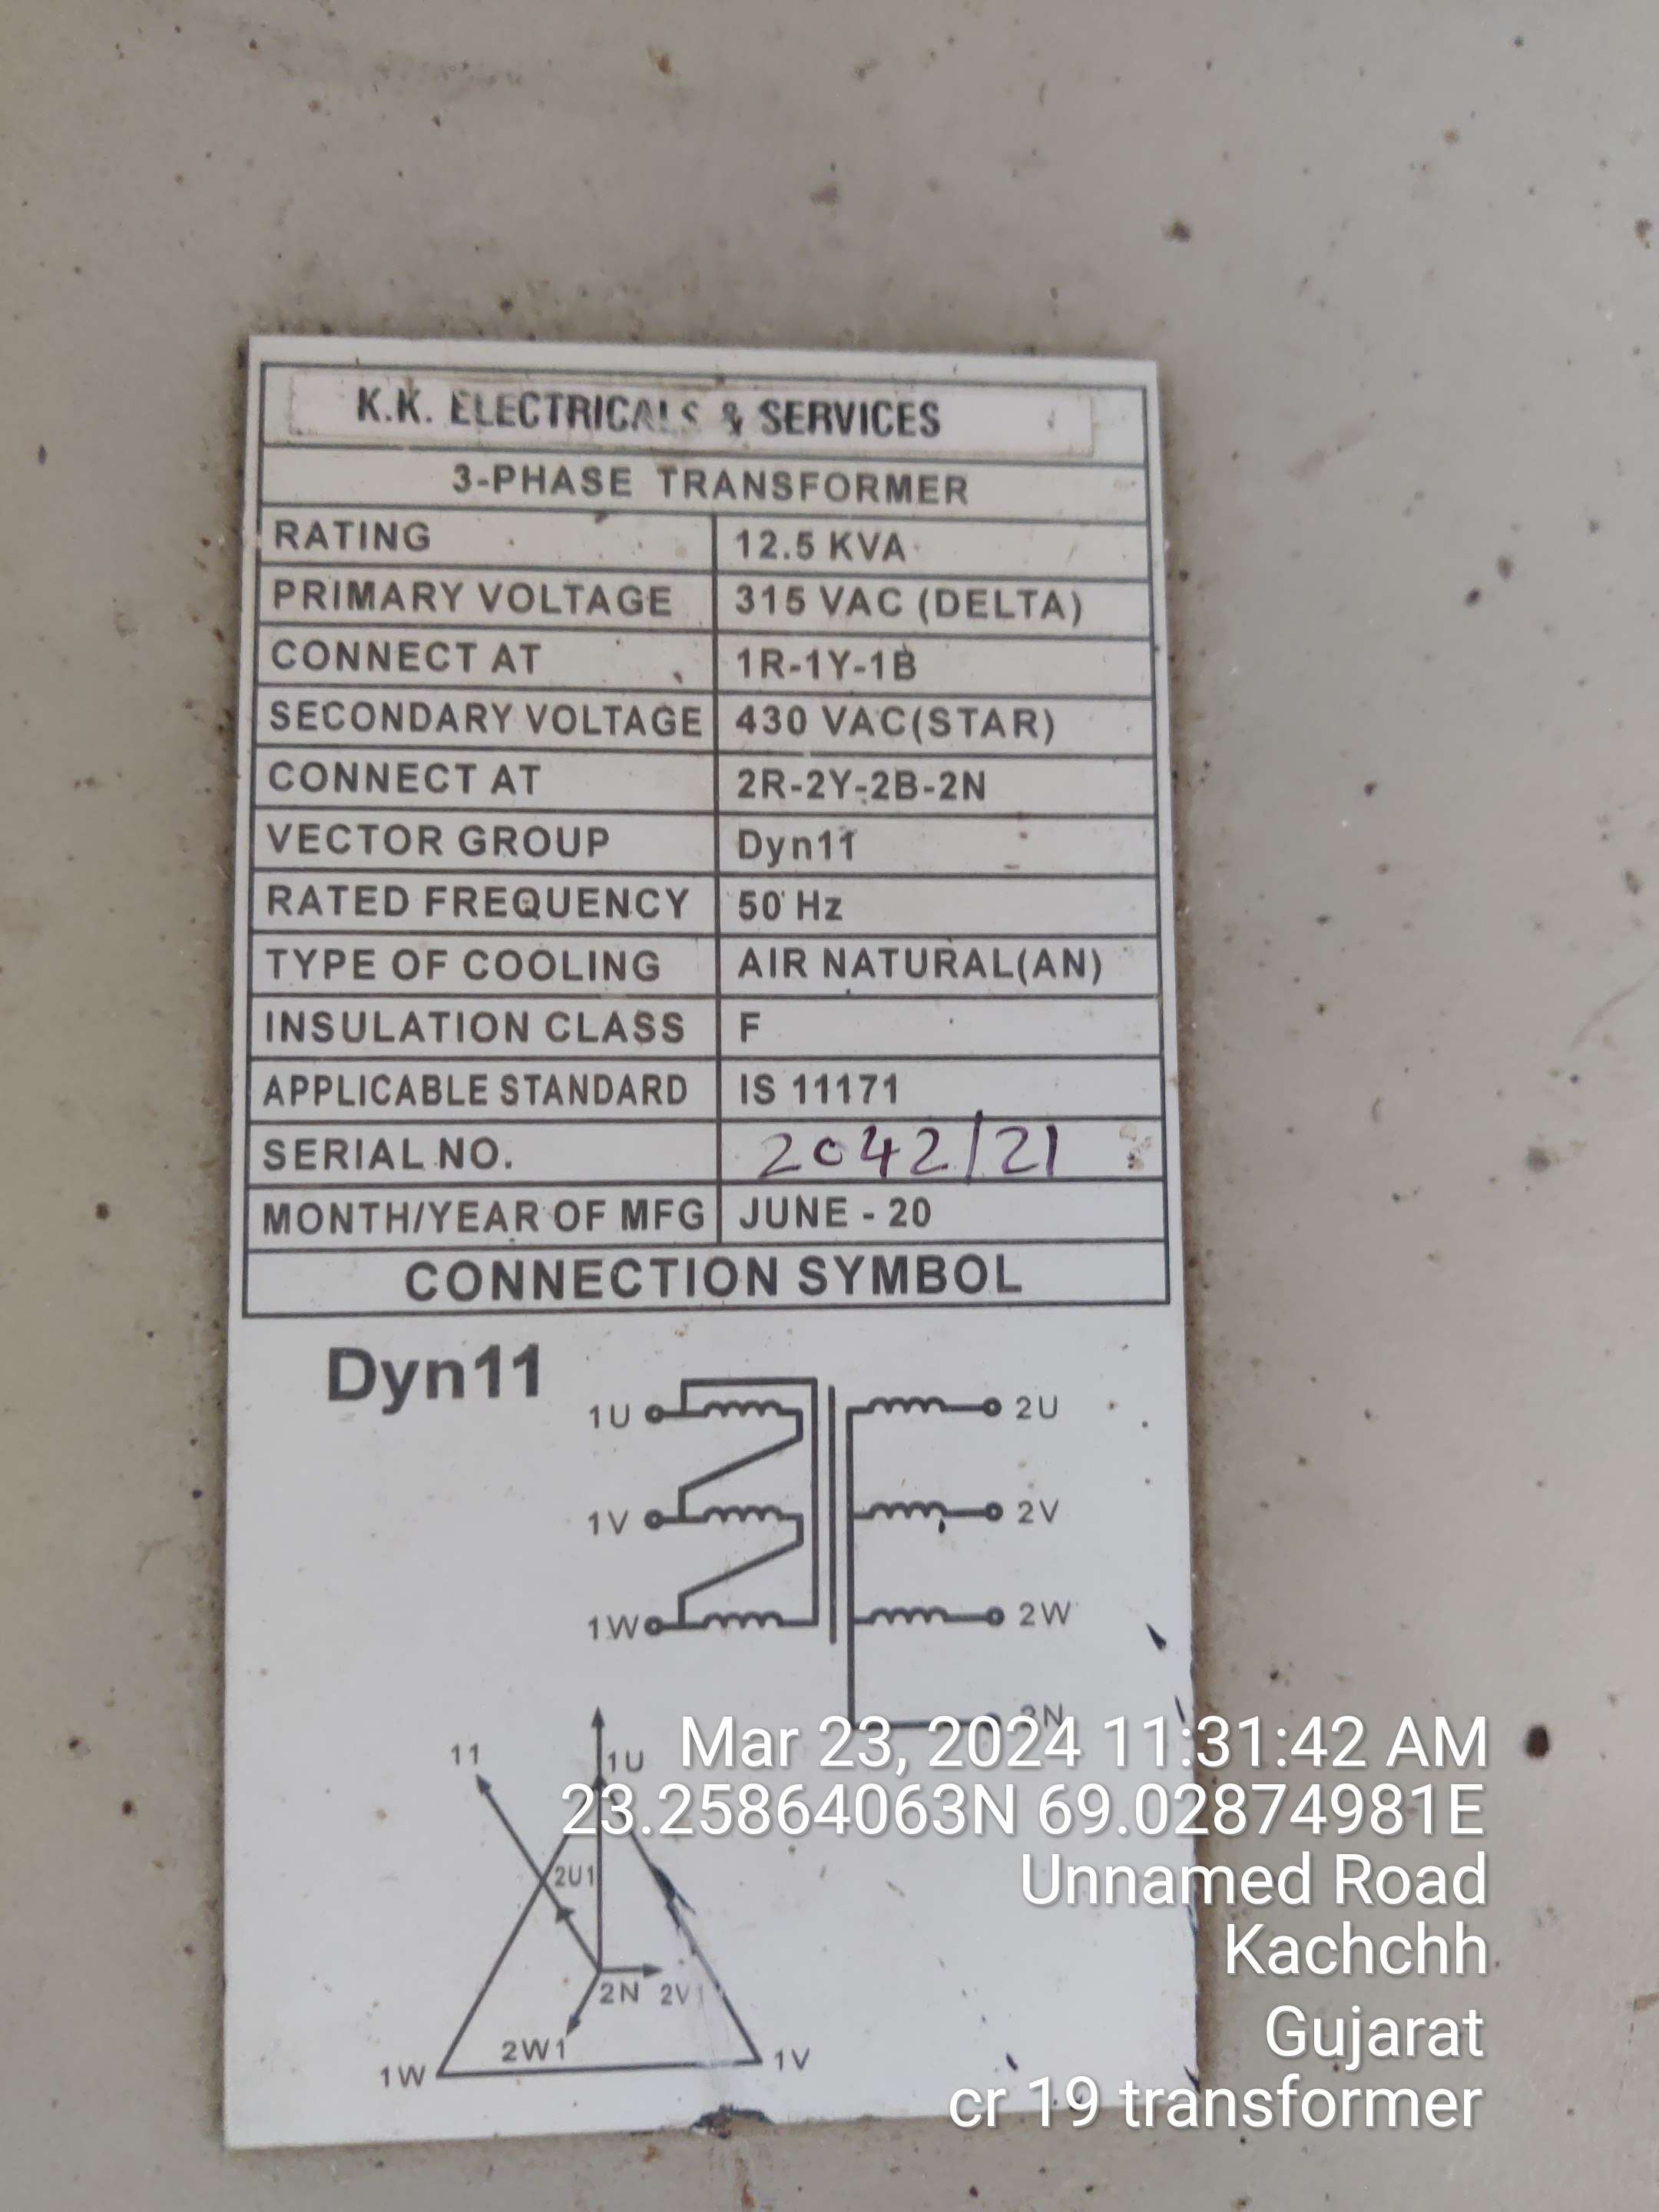 K.K. ELECTRICALS & SERVICES
3-PHASE TRANSFORMER
RATING 12.5 KVA
PRIMARY VOLTAGE 315 VAC (DELTA)
CONNECT AT 1R-1Y-1B
SECONDARY VOLTAGE 430 VAC(STAR)
CONNECT AT 2R-2Y-2B-2N
VECTOR GROUP Dyn11
RATED FREQUENCY 50 Hz
TYPE OF COOLING AIR NATURAL(AN)
INSULATION CLASS F
APPLICABLE STANDARD IS 11171
SERIAL NO. 2042/21
MONTH/YEAR OF MFG JUNE - 20
CONNECTION SYMBOL
Dyn11
1U 2U
1V 2V
1W 2W
2N
11 1U
2U1
2N 2V1
2W1
1W 1V
Mar 23, 2024 11:31:42 AM
23.25864063N 69.02874981E
Unnamed Road
Kachchh
Gujarat
cr 19 transformer